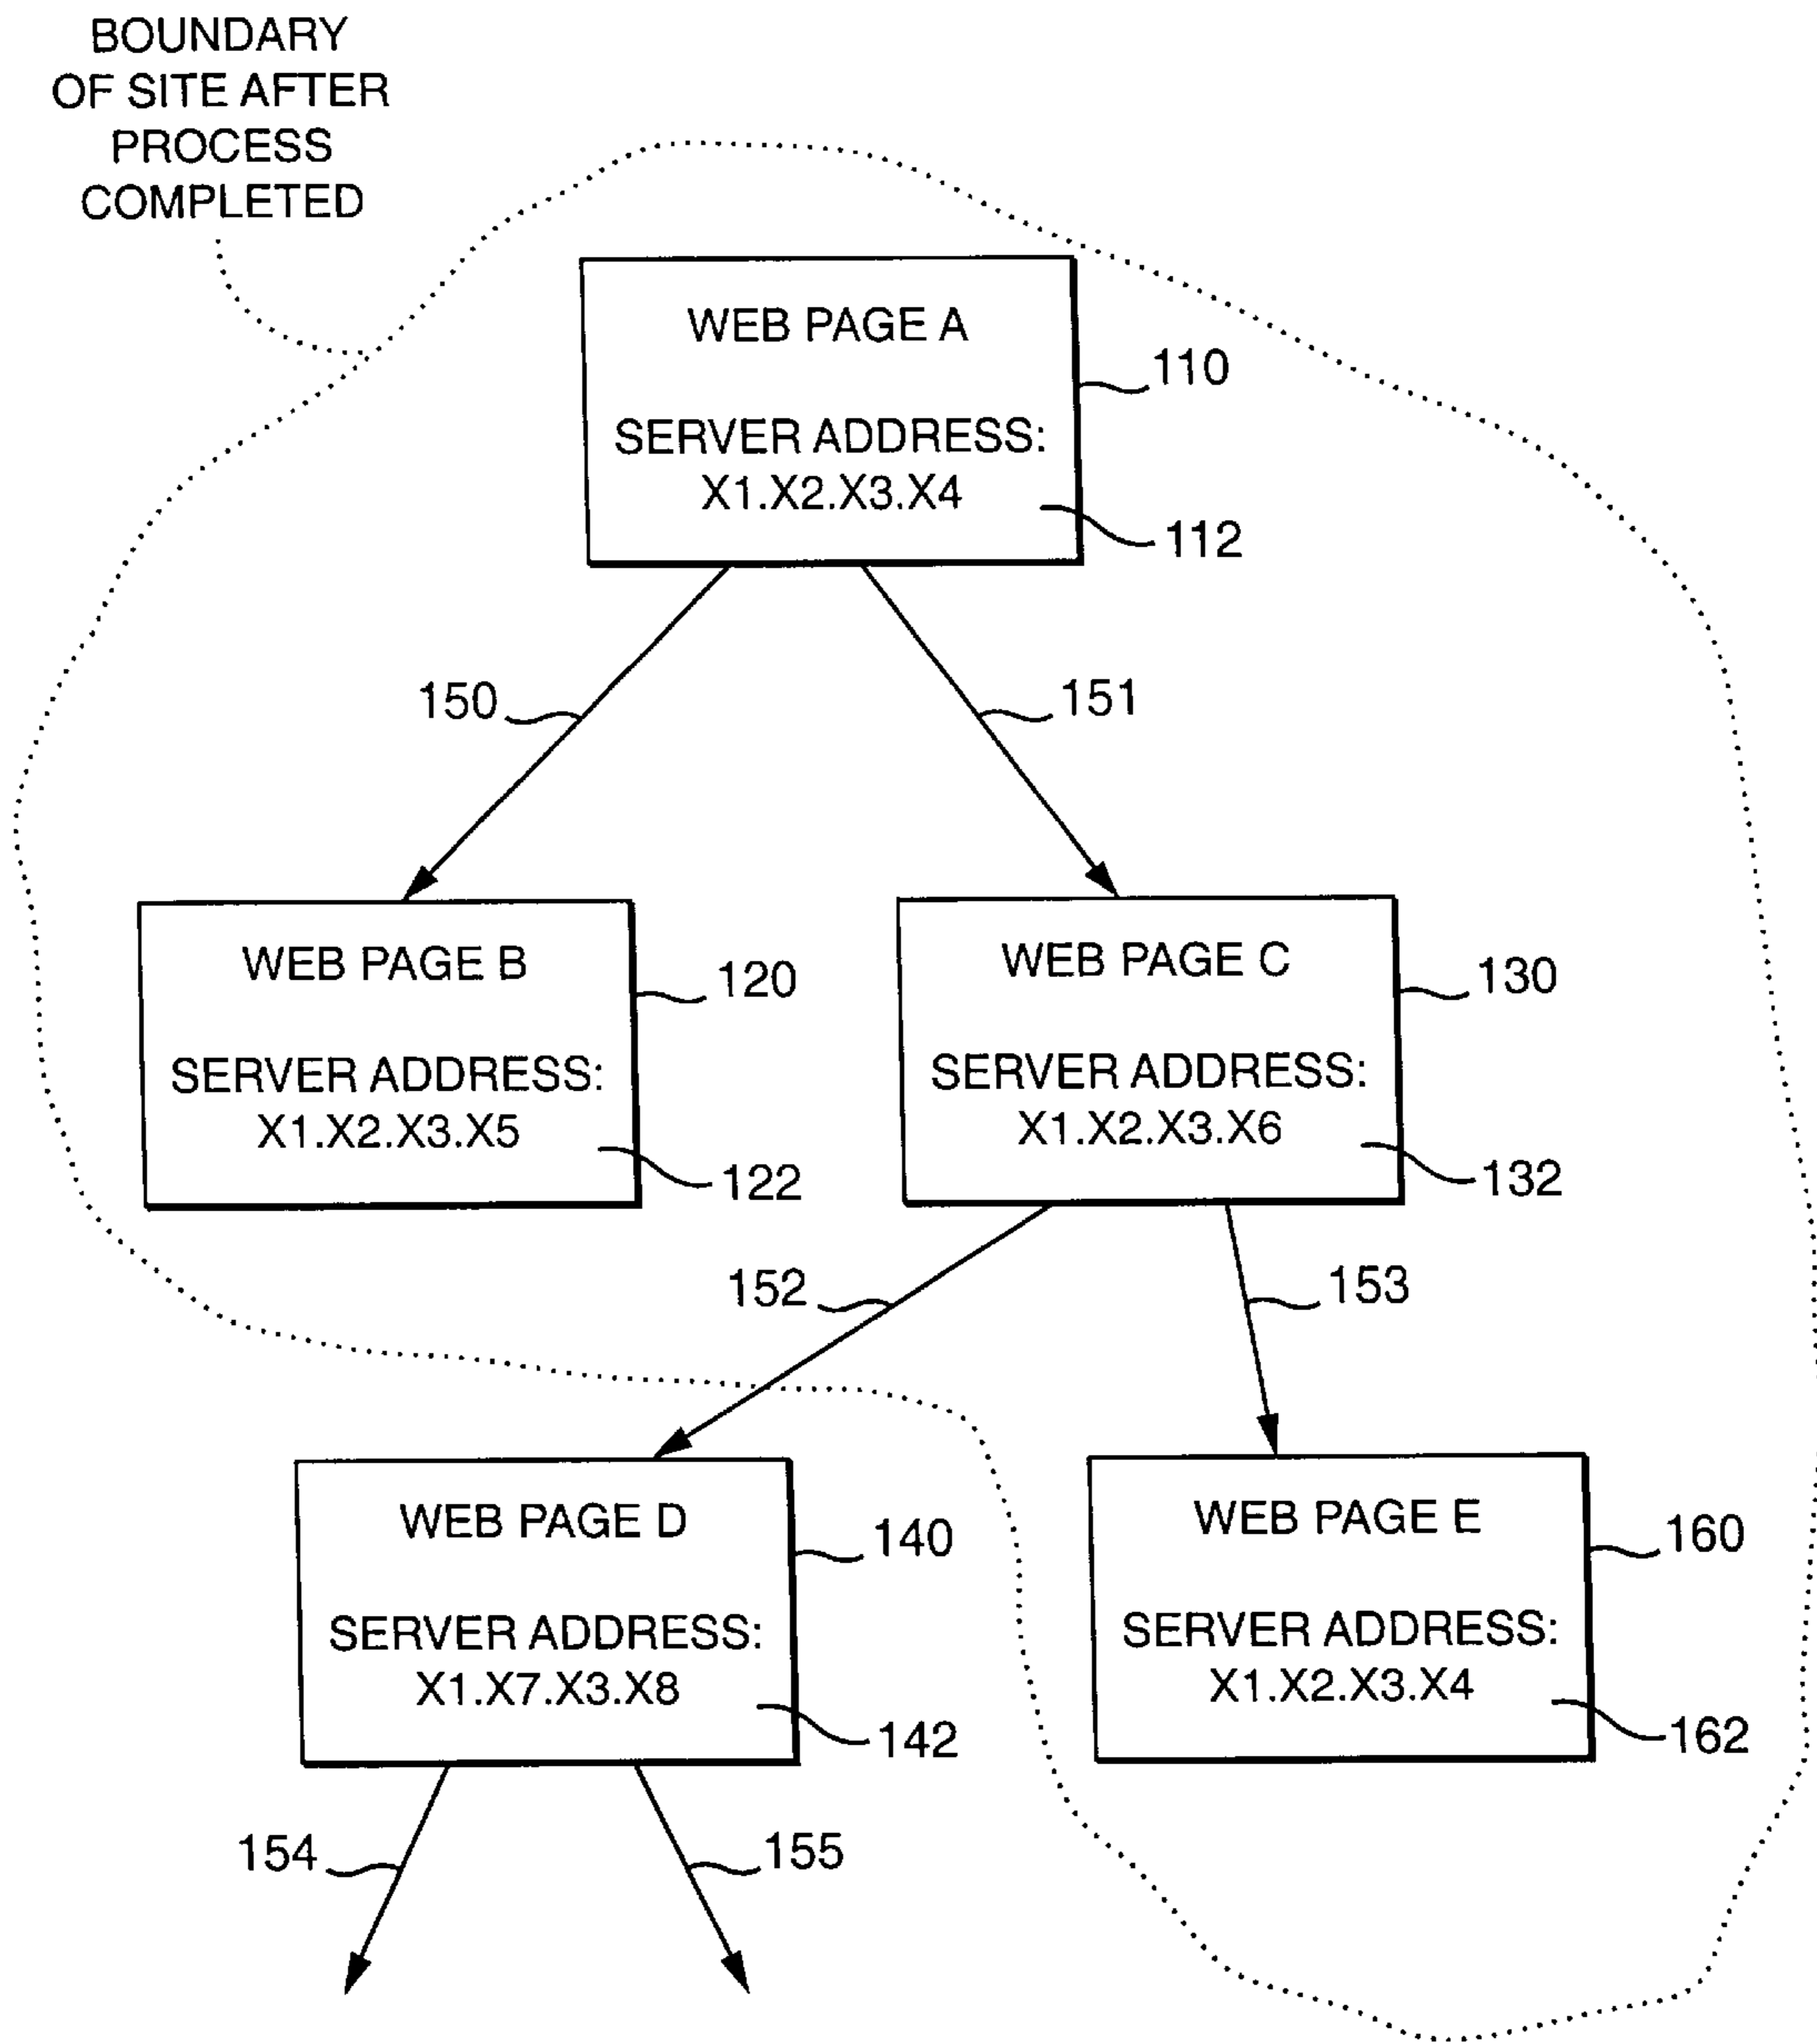 BOUNDARY
OF SITE AFTER
PROCESS
COMPLETED
WEB PAGE A
110
SERVER ADDRESS:
X1.X2.X3.X4
112
150
151
WEB PAGE B
120
SERVER ADDRESS:
X1.X2.X3.X5
122
WEB PAGE C
130
SERVER ADDRESS:
X1.X2.X3.X6
132
152
153
WEB PAGE D
140
SERVER ADDRESS:
X1.X7.X3.X8
142
WEB PAGE E
160
SERVER ADDRESS:
X1.X2.X3.X4
162
154
155